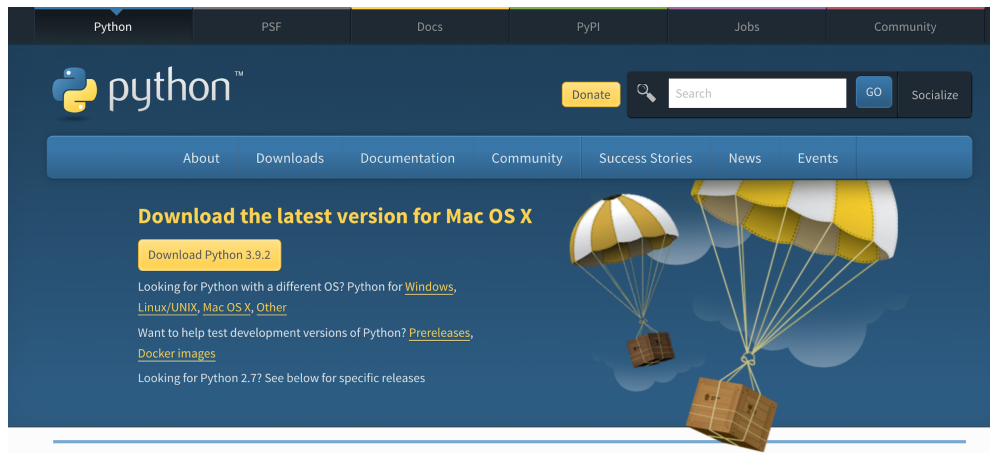 Python PSF Docs PyPI Jobs Community
python™
Donate Search GO Socialize
About Downloads Documentation Community Success Stories News Events
Download the latest version for Mac OS X
Download Python 3.9.2
Looking for Python with a different OS? Python for Windows,
Linux/UNIX, Mac OS X, Other
Want to help test development versions of Python? Prereleases,
Docker images
Looking for Python 2.7? See below for specific releases